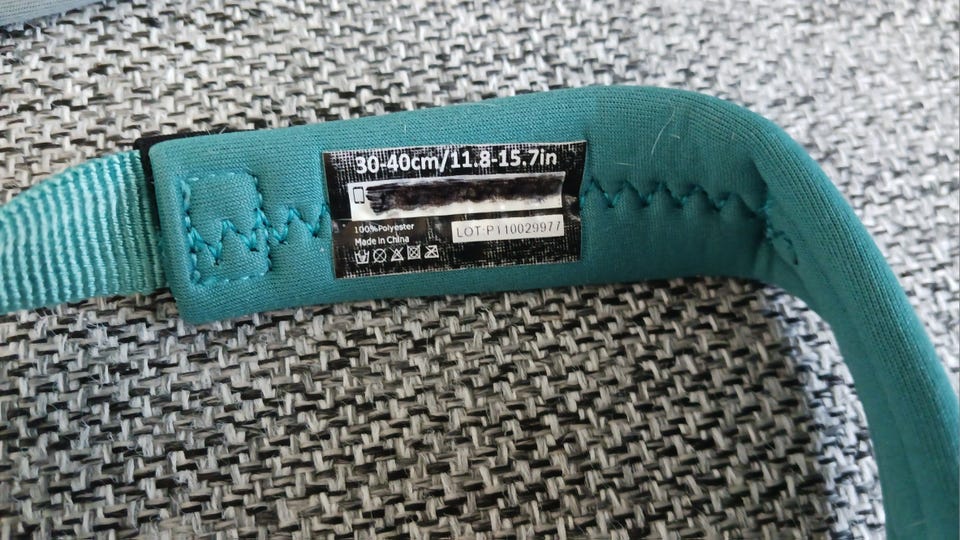 30-40cm/11.8-15.7in
100%Polyester
Made in China
LOT·P110029977